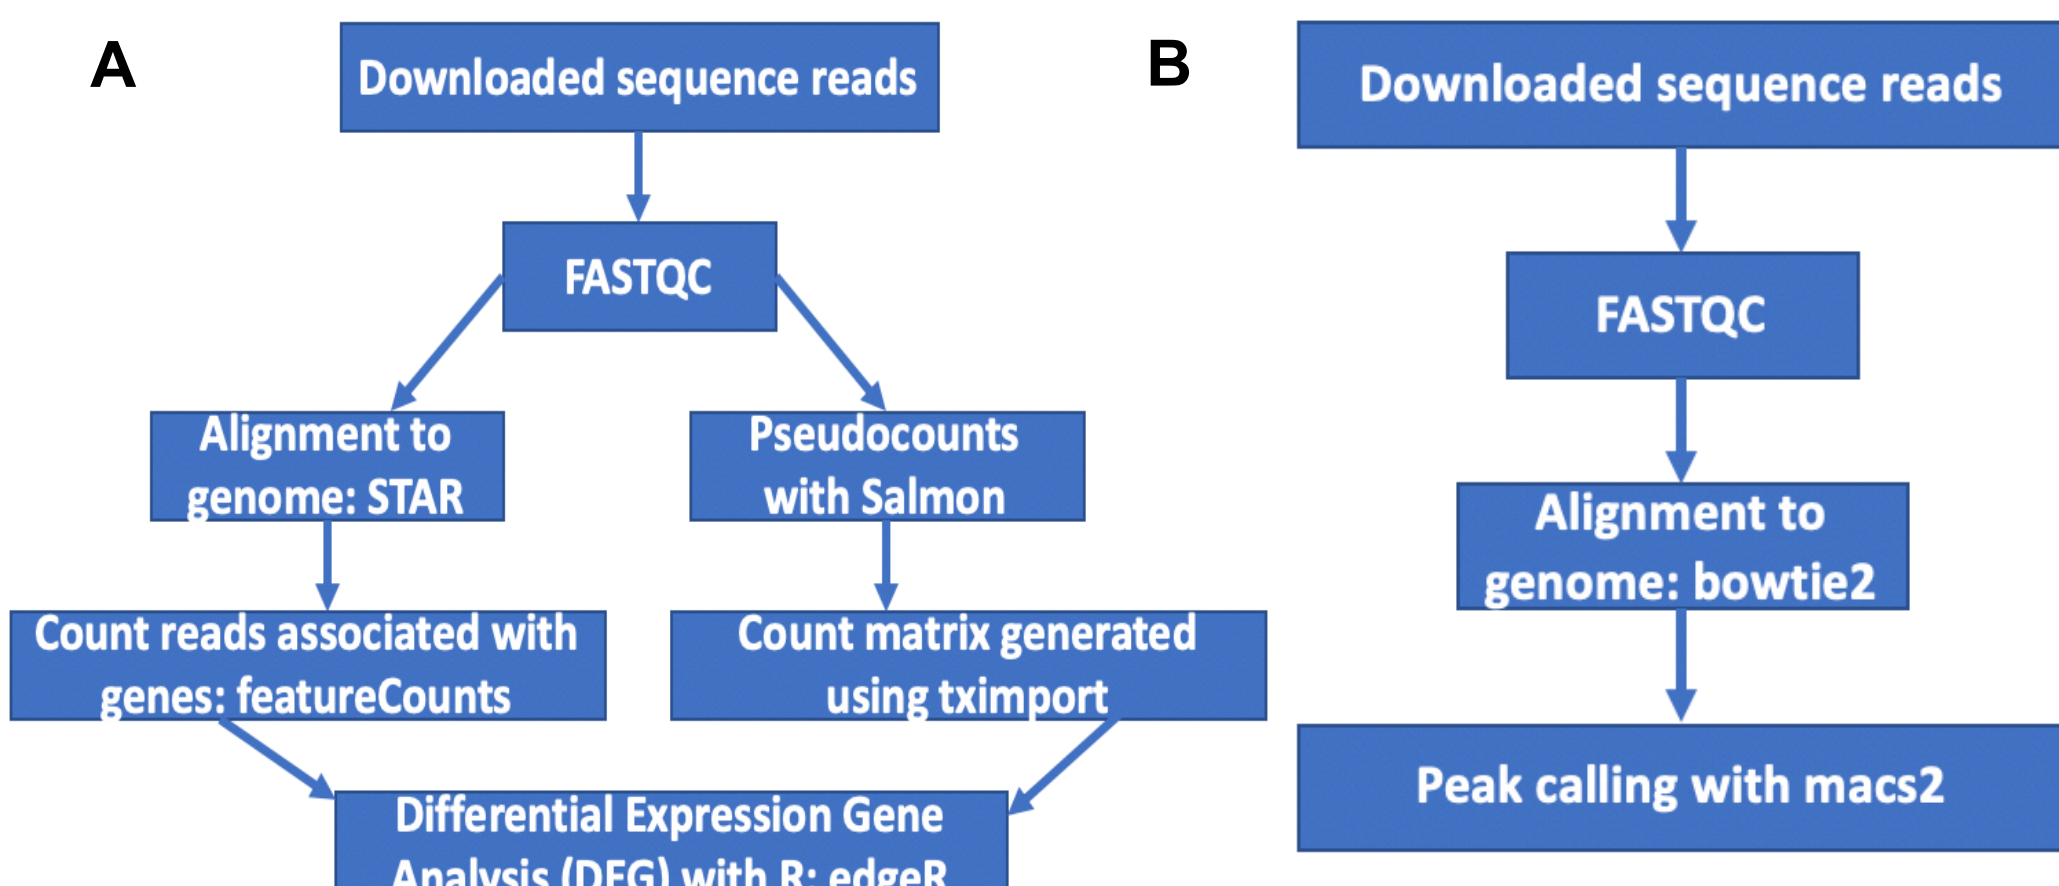 A
Downloaded sequence reads
FASTQC
Alignment to
genome: STAR
Pseudocounts
with Salmon
Count reads associated with
genes: featureCounts
Count matrix generated
using tximport
Differential Expression Gene
Analysis (DEG) with R: edgeR
B
Downloaded sequence reads
FASTQC
Alignment to
genome: bowtie2
Peak calling with macs2